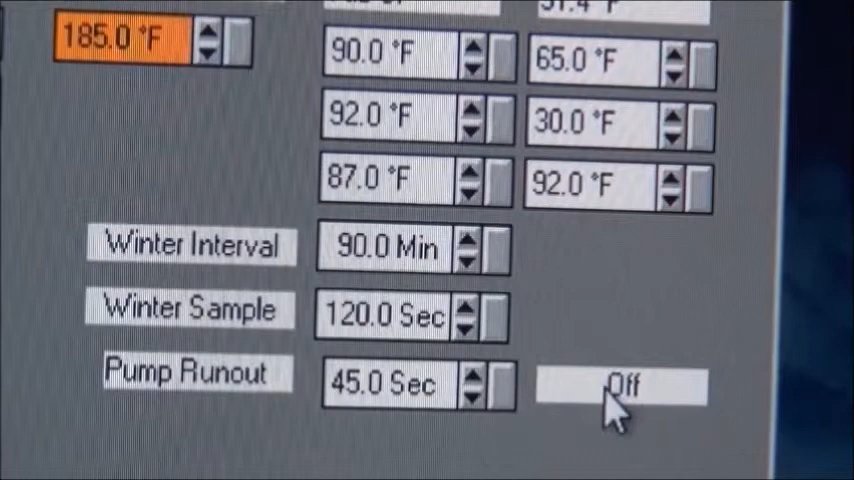 185.0 °F
90.0 °F
65.0 °F
92.0 °F
30.0 °F
87.0 °F
92.0 °F
Winter Interval
90.0 Min
Winter Sample
120.0 Sec
Pump Runout
45.0 Sec
Off